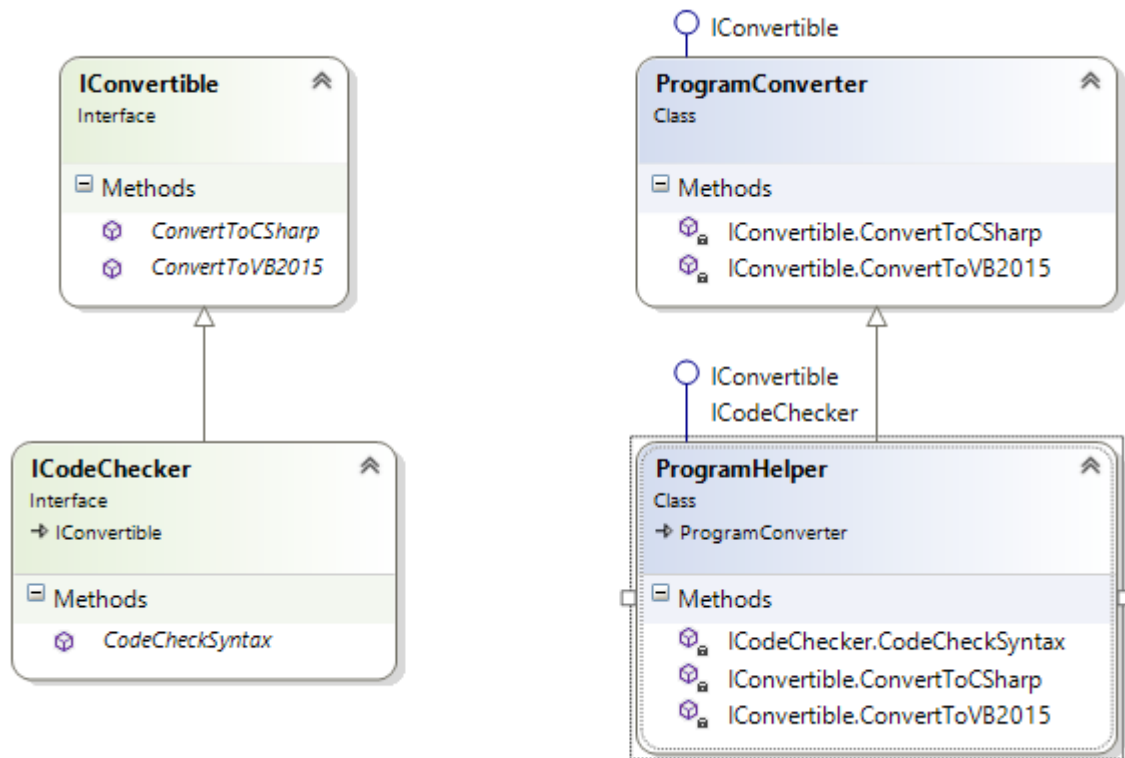 IConvertible
Interface
Methods
ConvertToCSharp
ConvertToVB2015
ICodeChecker
Interface
IConvertible
Methods
CodeCheckSyntax
IConvertible
ProgramConverter
Class
Methods
IConvertible.ConvertToCSharp
IConvertible.ConvertToVB2015
IConvertible
ICodeChecker
ProgramHelper
Class
ProgramConverter
Methods
ICodeChecker.CodeCheckSyntax
IConvertible.ConvertToCSharp
IConvertible.ConvertToVB2015